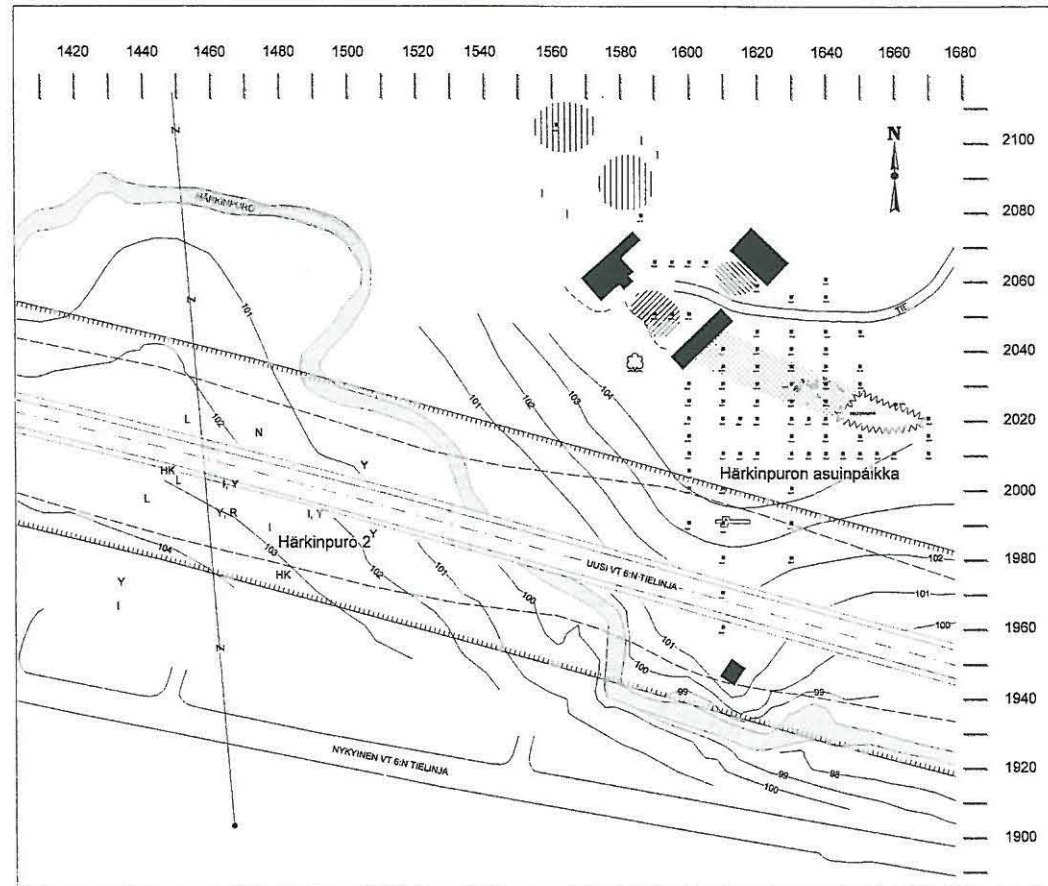 1420 1440 1460 1480 1500 1520 1540 1560 1580 1600 1620 1640 1660 1680
N
2100
2080
2060
2040
2020
2000
1980
1960
1940
1920
1900
Z
HÄRKINPURO
101
Z
102
101
102
103
104
TIE
L
N
Y
HK
L
I, Y
L
Y, R
I
I, Y
Y
Härkinpuro 2
103
104
HK
102
101
100
Y
I
Z
Härkinpuron asuinpaikka
UUSI VT 6:N TIELINJA
102
101
100
101
100
99
99
99
98
100
NYKYINEN VT 6:N TIELINJA